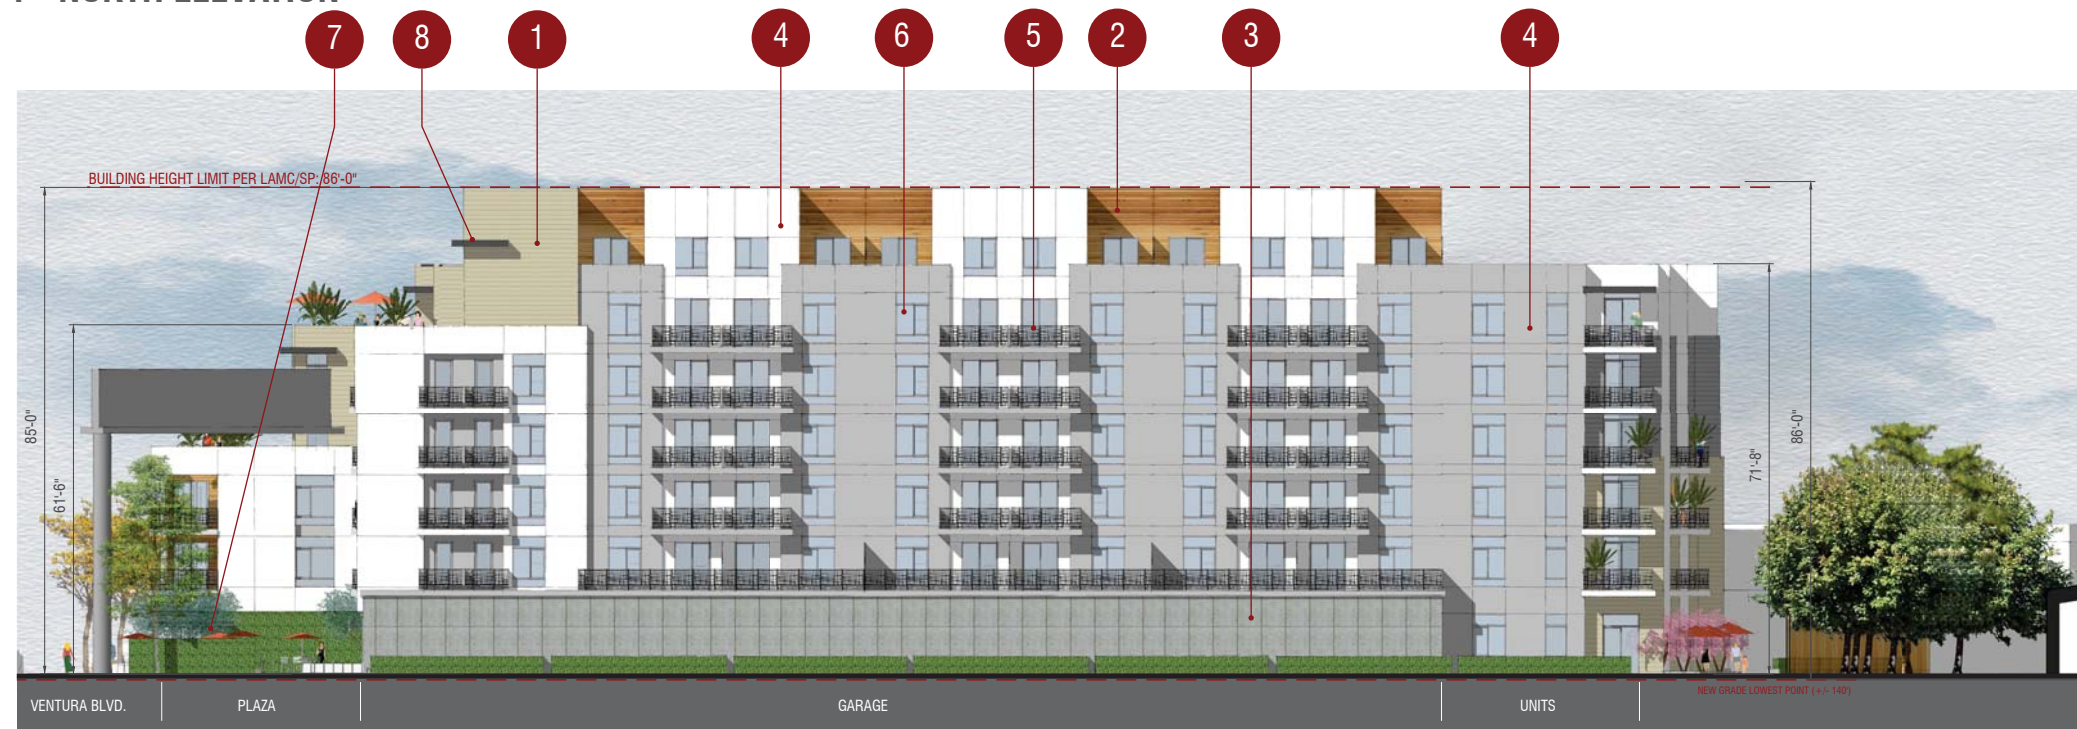 7 8 1 4 6 5 2 3 4
BUILDING HEIGHT LIMIT PER LAMC/SP: 86'-0"
85'-0"
61'-6"
71'-8"
86'-0"
NEW GRADE LOWEST POINT (+/- 140')
VENTURA BLVD. PLAZA GARAGE UNITS